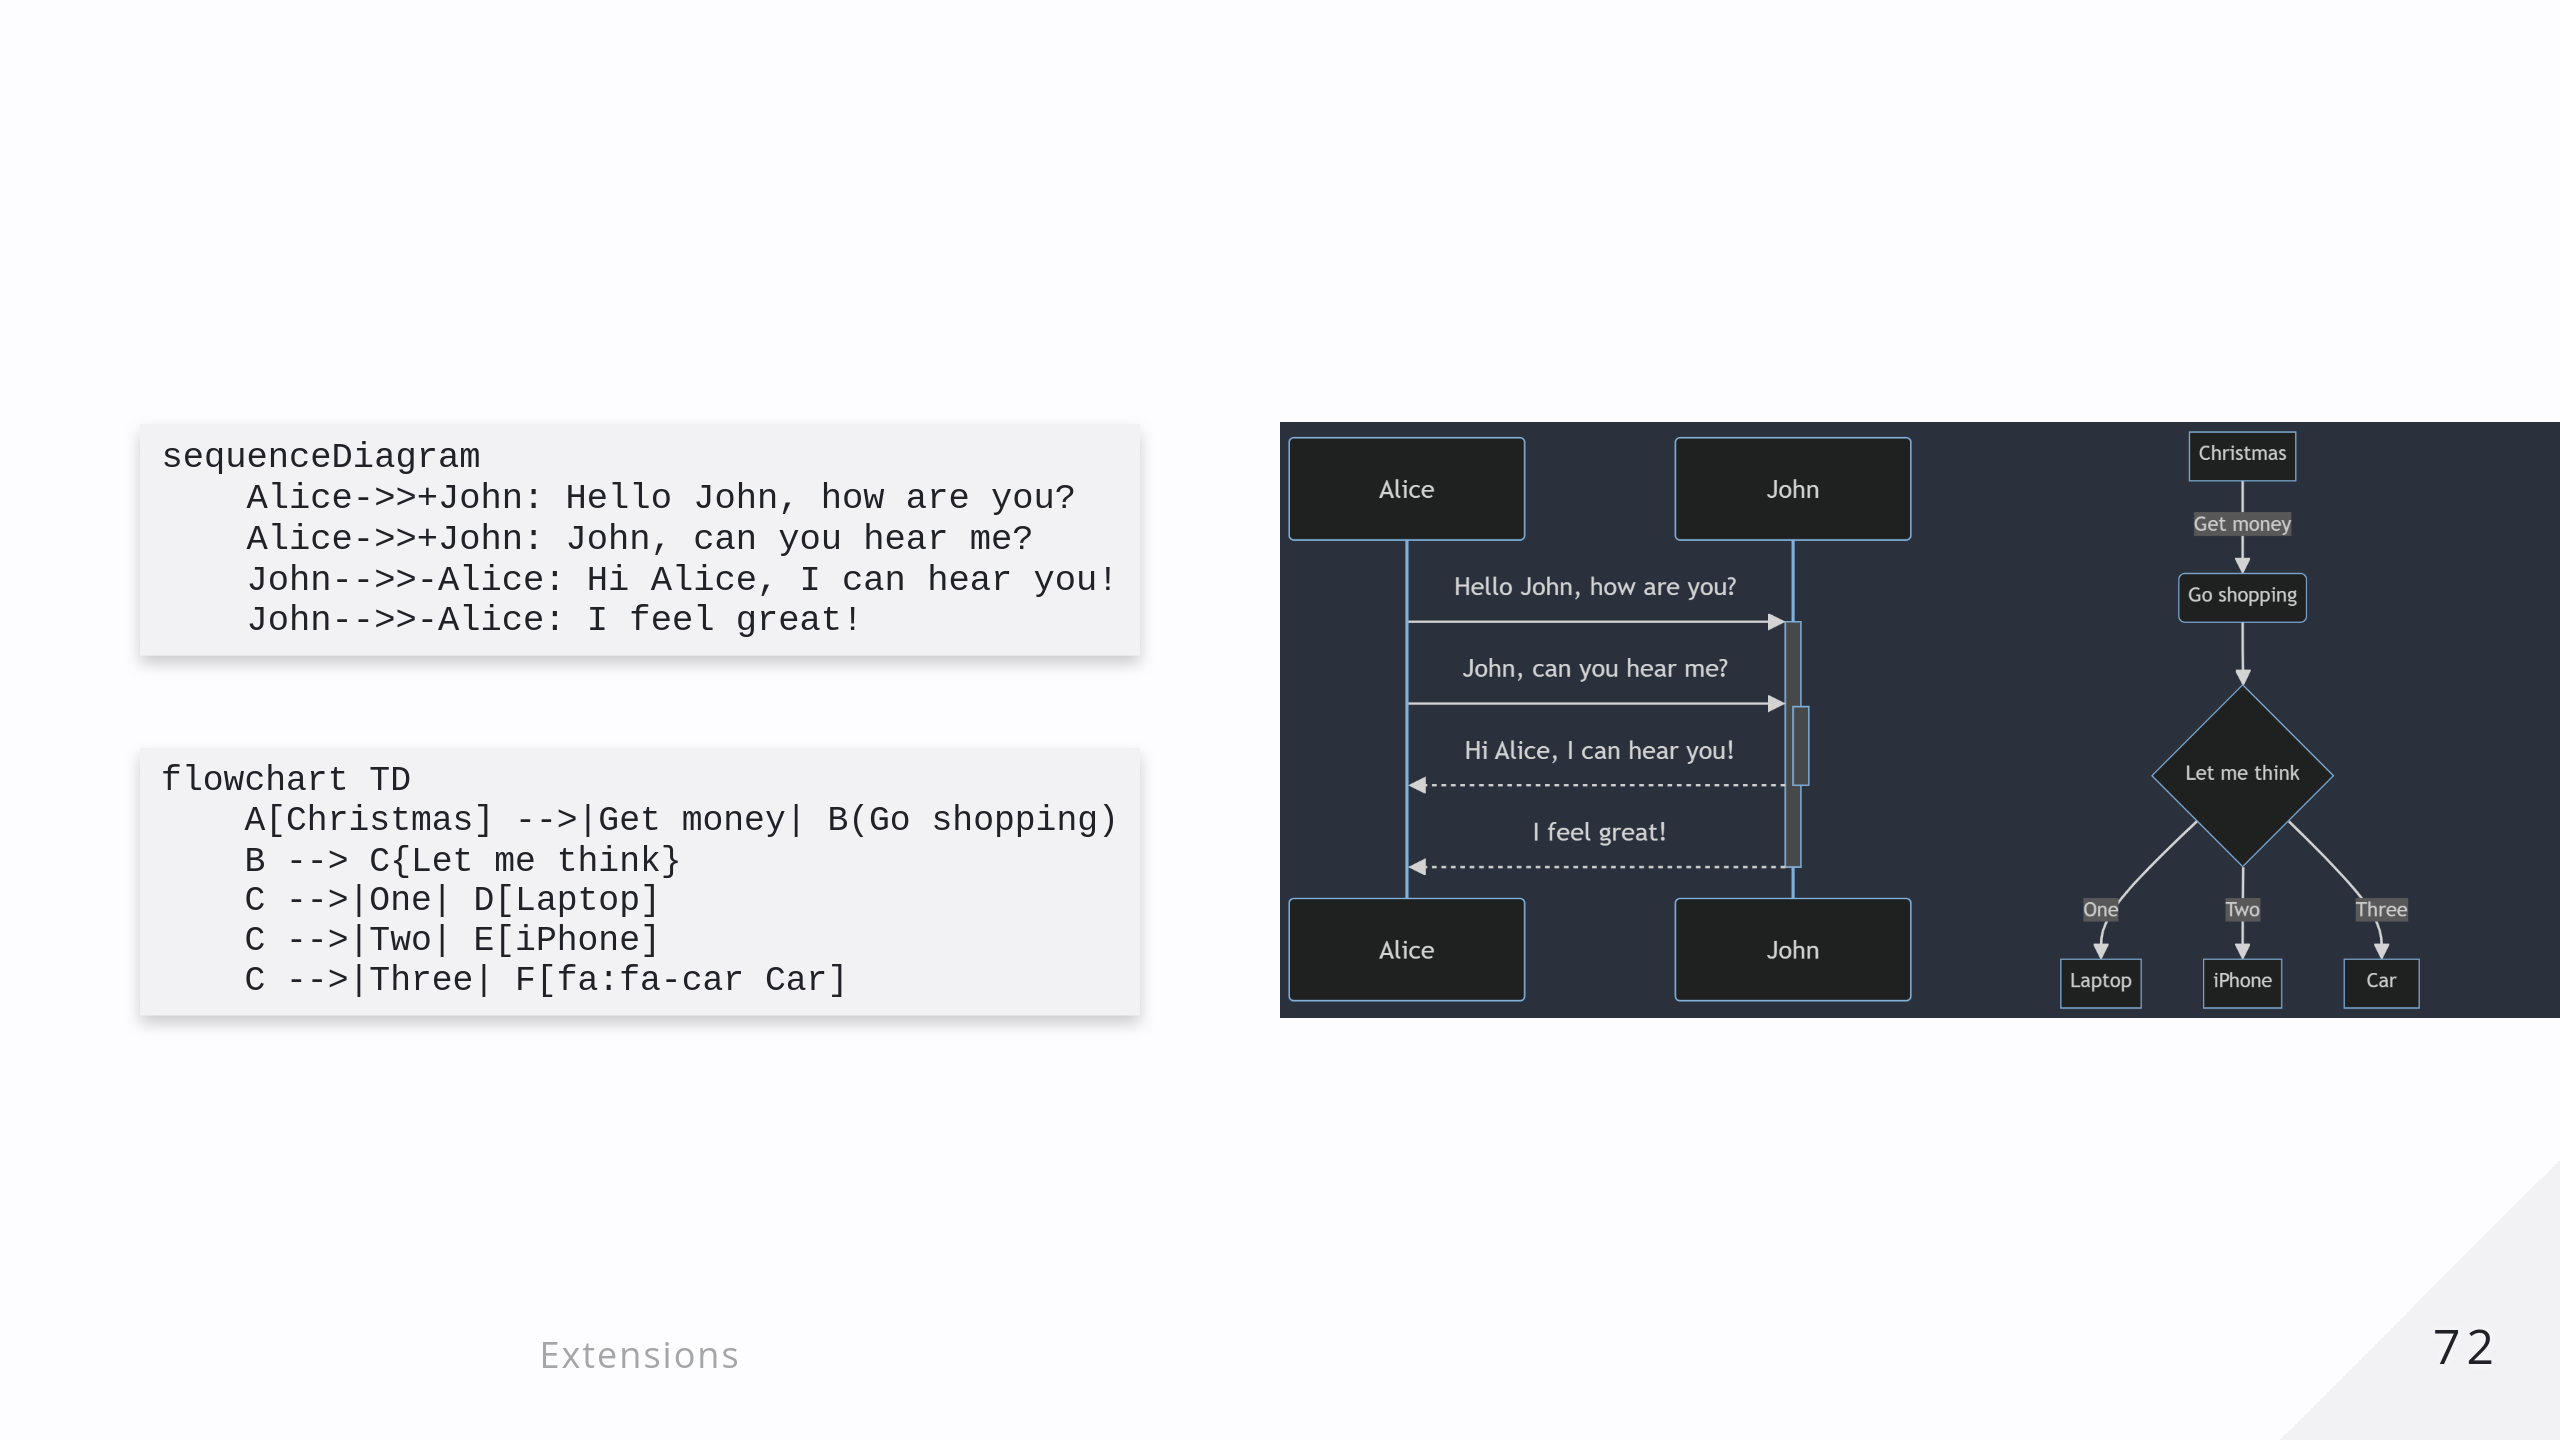 sequenceDiagram
    Alice->>+John: Hello John, how are you?
    Alice->>+John: John, can you hear me?
    John-->>-Alice: Hi Alice, I can hear you!
    John-->>-Alice: I feel great!
flowchart TD
    A[Christmas] -->|Get money| B(Go shopping)
    B --> C{Let me think}
    C -->|One| D[Laptop]
    C -->|Two| E[iPhone]
    C -->|Three| F[fa:fa-car Car]
Alice
John
Hello John, how are you?
John, can you hear me?
Hi Alice, I can hear you!
I feel great!
Alice
John
Christmas
Get money
Go shopping
Let me think
One
Two
Three
Laptop
iPhone
Car
Extensions
72